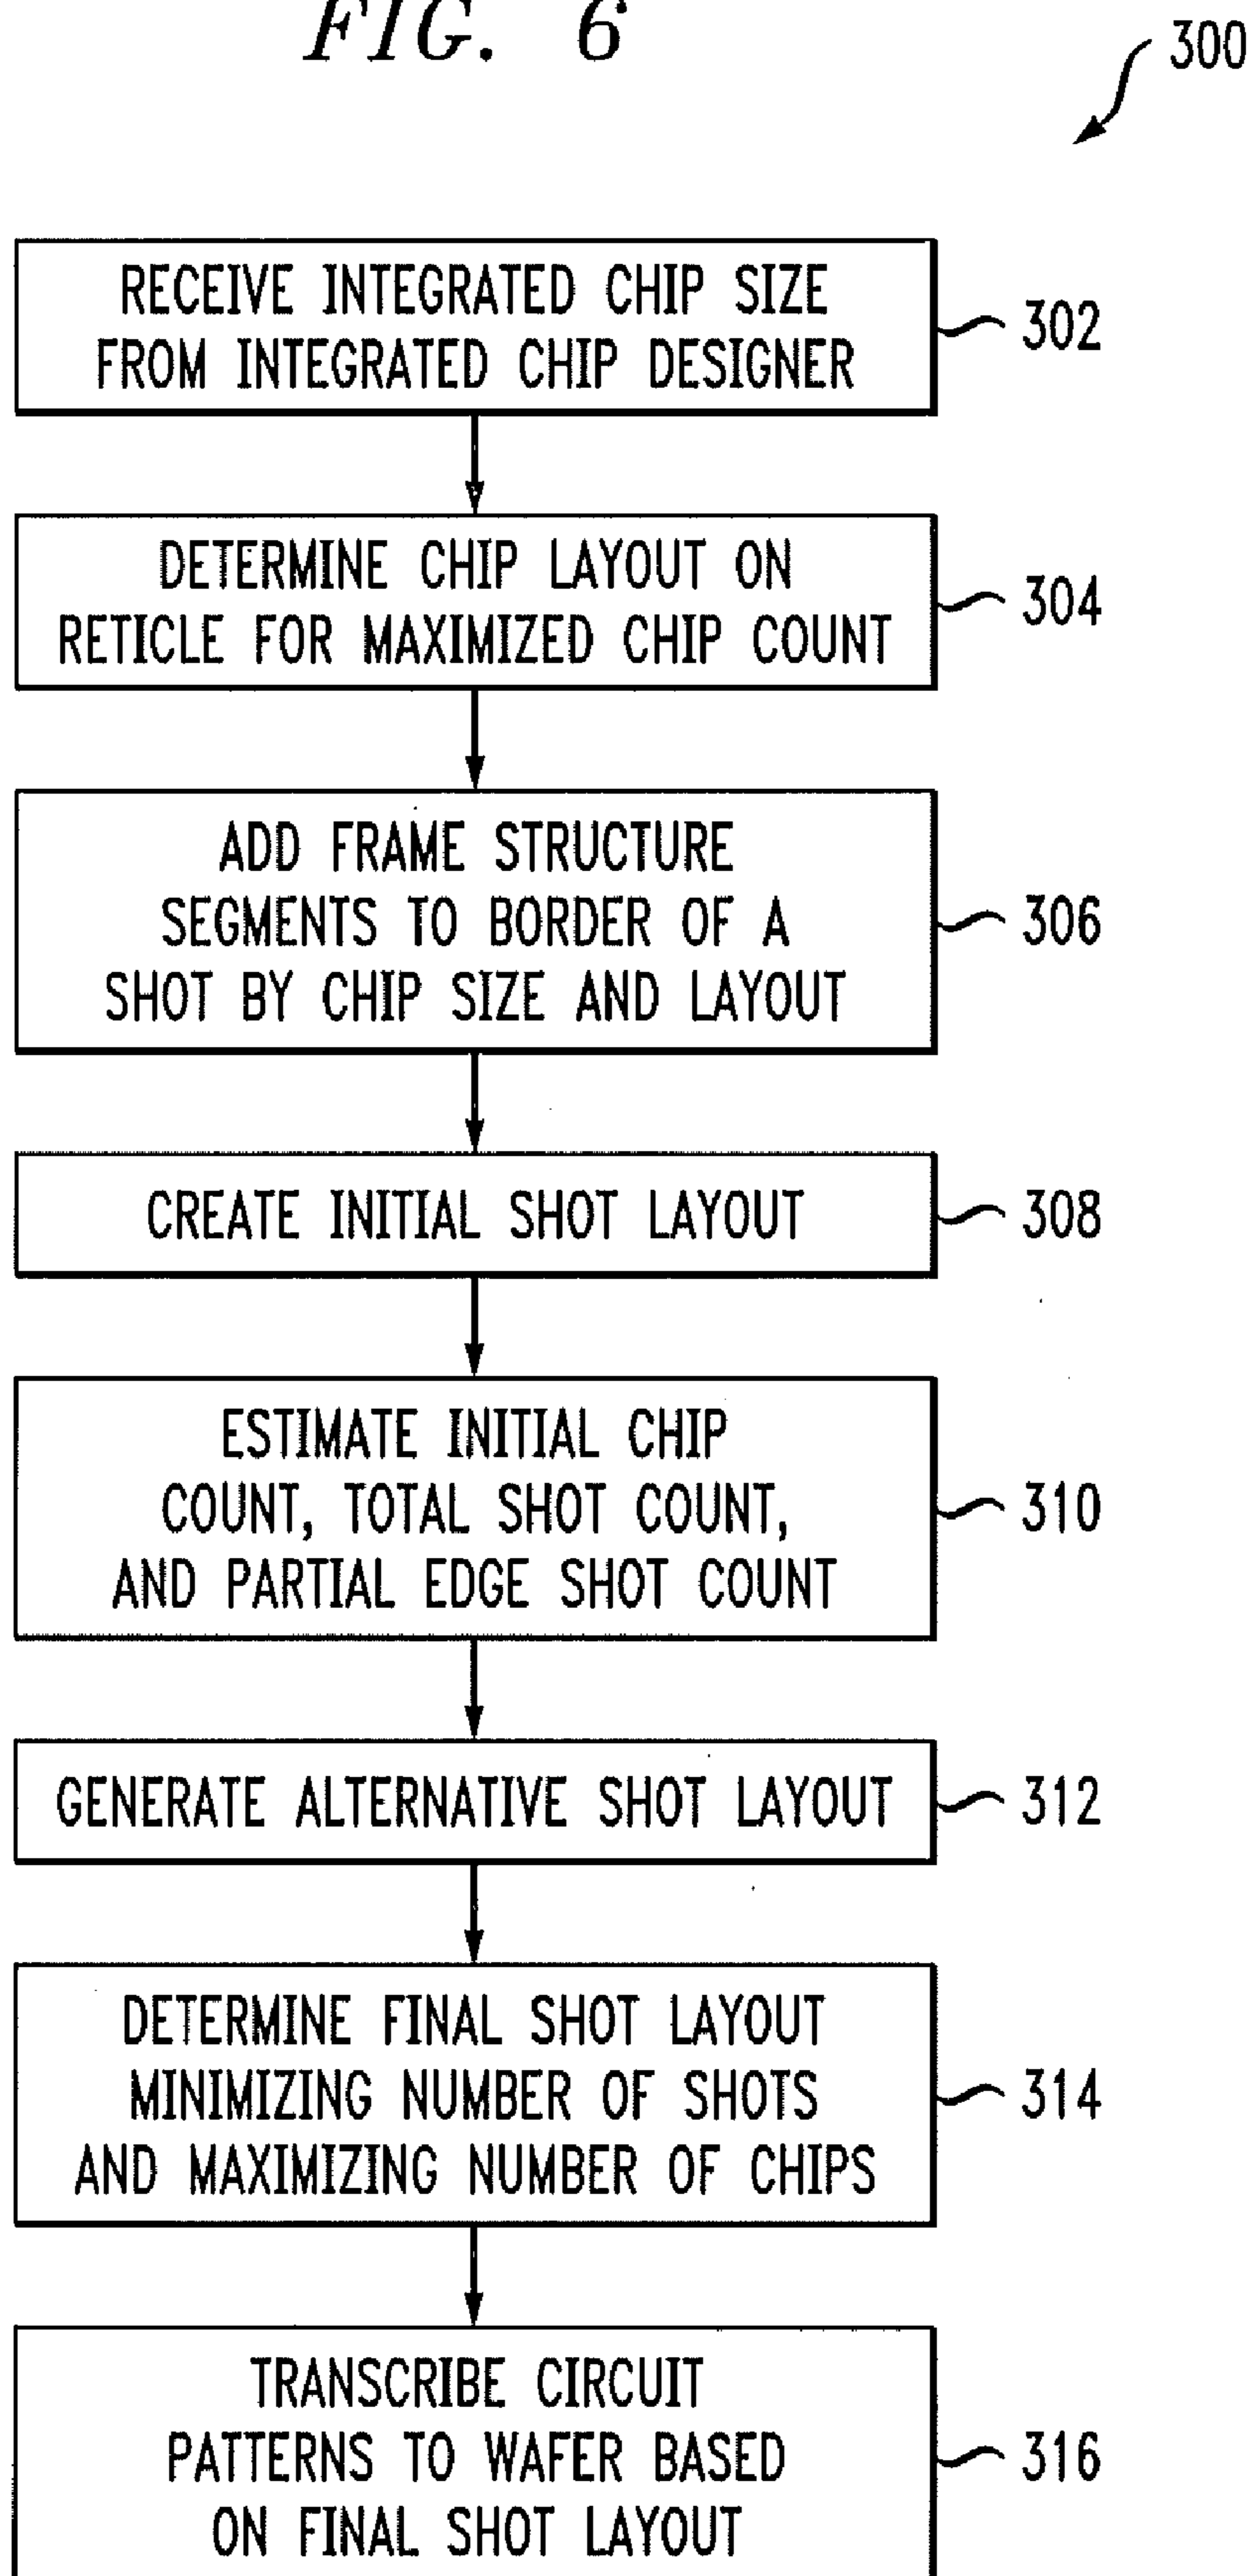 FIG. 6
300
RECEIVE INTEGRATED CHIP SIZE
FROM INTEGRATED CHIP DESIGNER
302
DETERMINE CHIP LAYOUT ON
RETICLE FOR MAXIMIZED CHIP COUNT
304
ADD FRAME STRUCTURE
SEGMENTS TO BORDER OF A
SHOT BY CHIP SIZE AND LAYOUT
306
CREATE INITIAL SHOT LAYOUT
308
ESTIMATE INITIAL CHIP
COUNT, TOTAL SHOT COUNT,
AND PARTIAL EDGE SHOT COUNT
310
GENERATE ALTERNATIVE SHOT LAYOUT
312
DETERMINE FINAL SHOT LAYOUT
MINIMIZING NUMBER OF SHOTS
AND MAXIMIZING NUMBER OF CHIPS
314
TRANSCRIBE CIRCUIT
PATTERNS TO WAFER BASED
ON FINAL SHOT LAYOUT
316